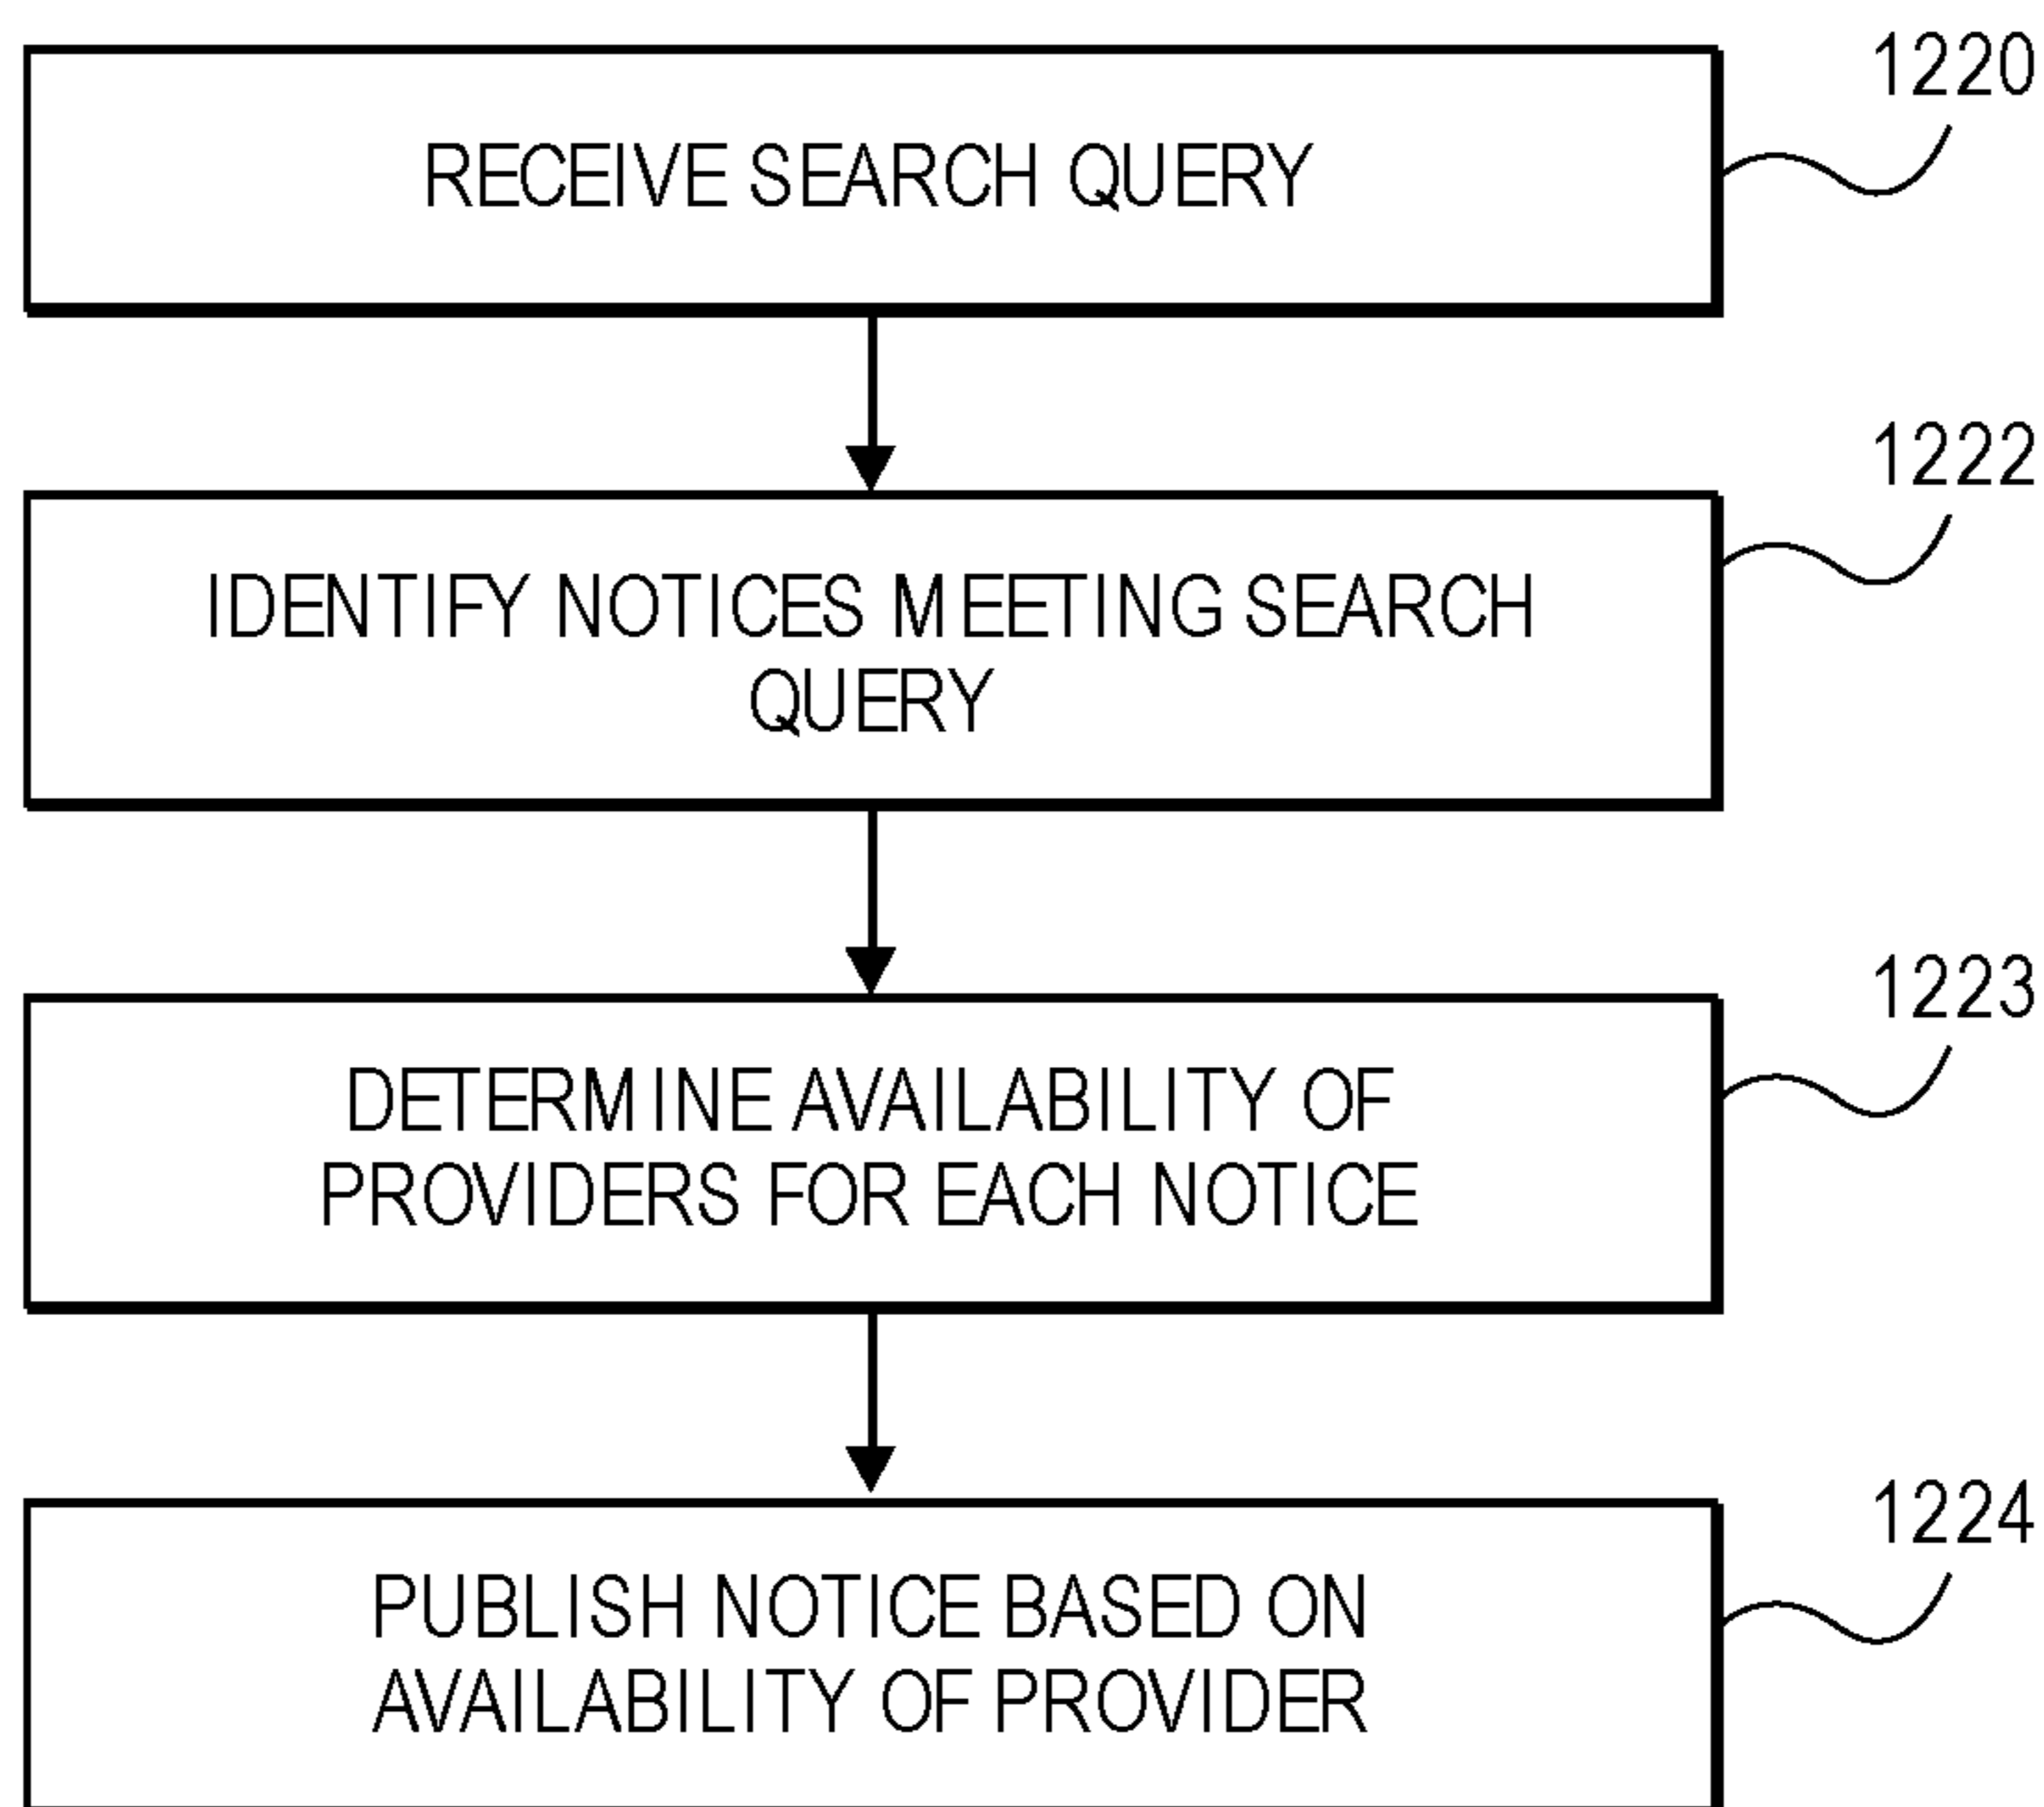 1220
RECEIVE SEARCH QUERY
1222
IDENTIFY NOTICES MEETING SEARCH
QUERY
1223
DETERMINE AVAILABILITY OF
PROVIDERS FOR EACH NOTICE
1224
PUBLISH NOTICE BASED ON
AVAILABILITY OF PROVIDER